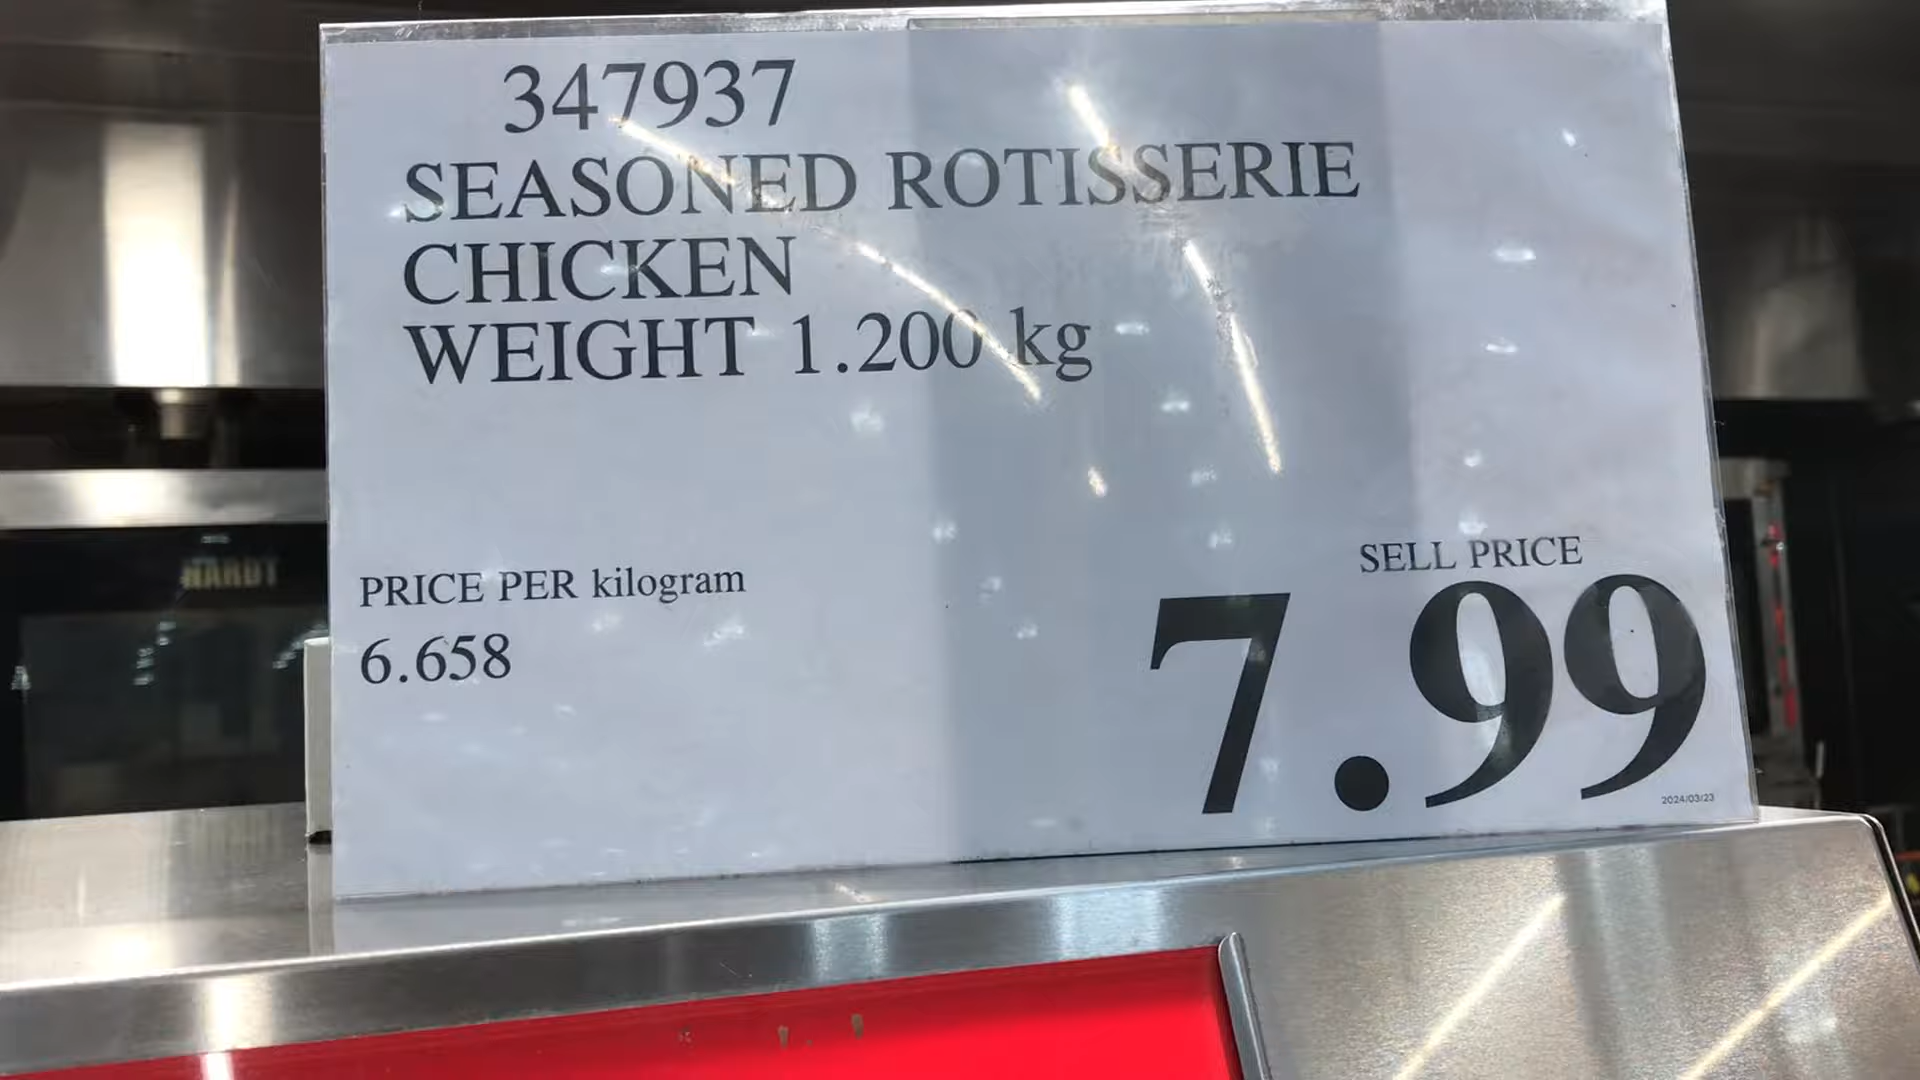 347937
SEASONED ROTISSERIE
CHICKEN
WEIGHT 1.200 kg
PRICE PER kilogram
6.658
SELL PRICE
7.99
2024/03/23
HARDT